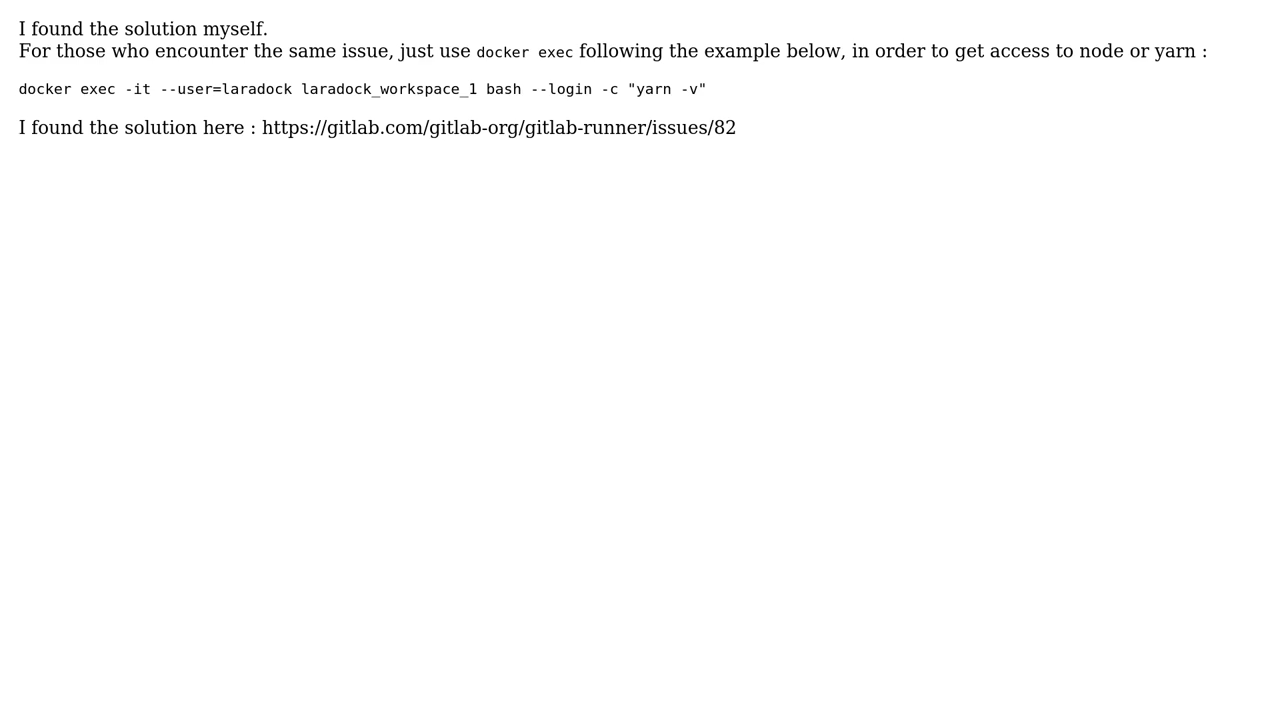 I found the solution myself.
For those who encounter the same issue, just use docker exec following the example below, in order to get access to node or yarn :
docker exec -it --user=laradock laradock_workspace_1 bash --login -c "yarn -v"
I found the solution here : https://gitlab.com/gitlab-org/gitlab-runner/issues/82